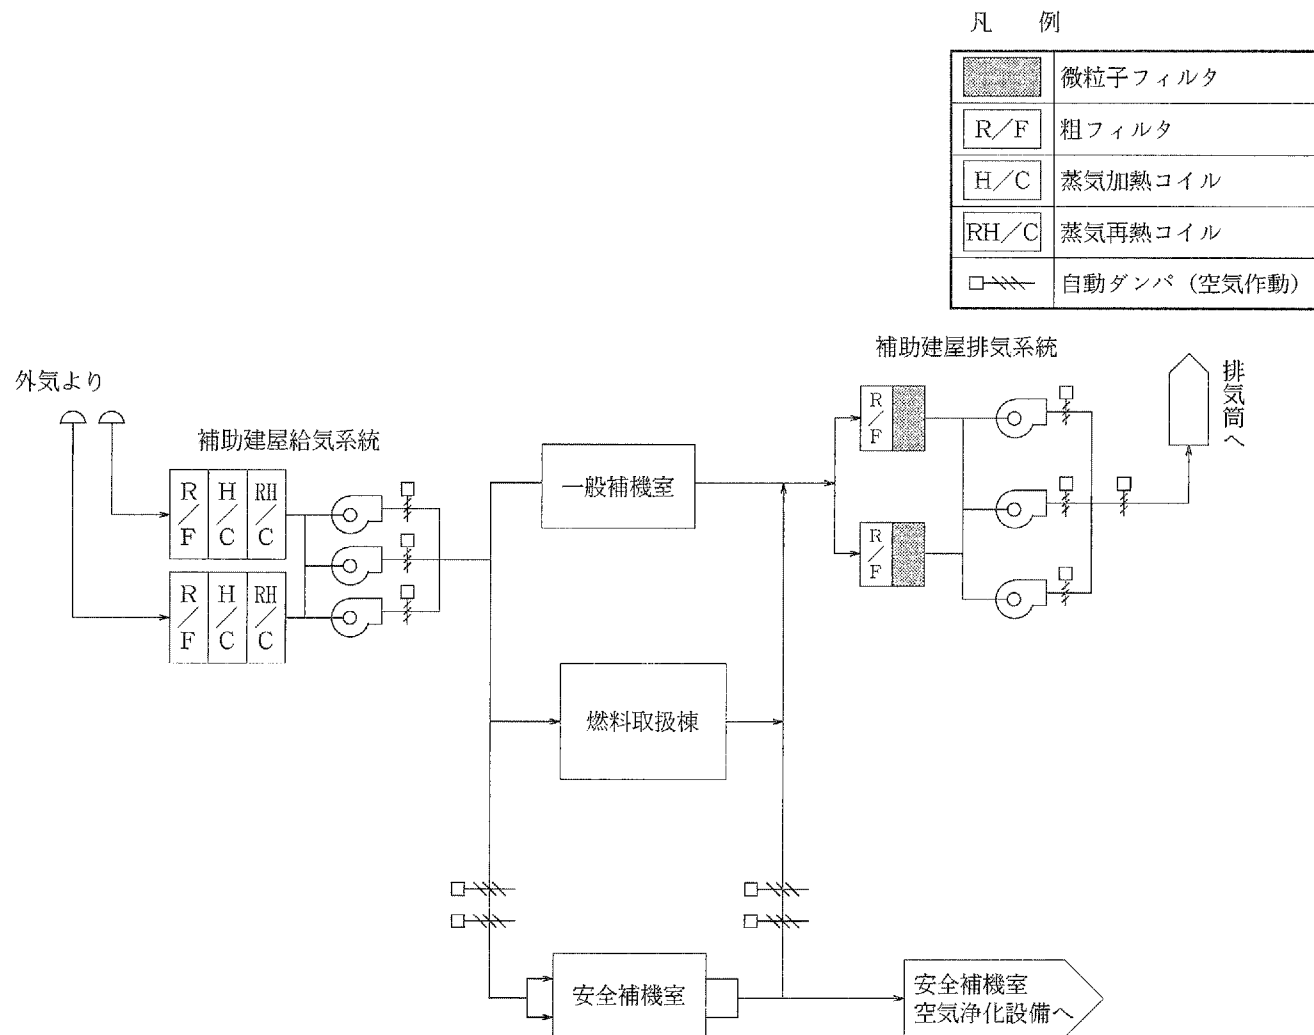 凡　例
微粒子フィルタ
R／F 粗フィルタ
H／C 蒸気加熱コイル
RH／C 蒸気再熱コイル
自動ダンパ（空気作動）
補助建屋排気系統
外気より
排気筒へ
補助建屋給気系統
R／F
H／C
RH／C
R／F
H／C
RH／C
一般補機室
R／F
R／F
燃料取扱棟
安全補機室
安全補機室
空気浄化設備へ